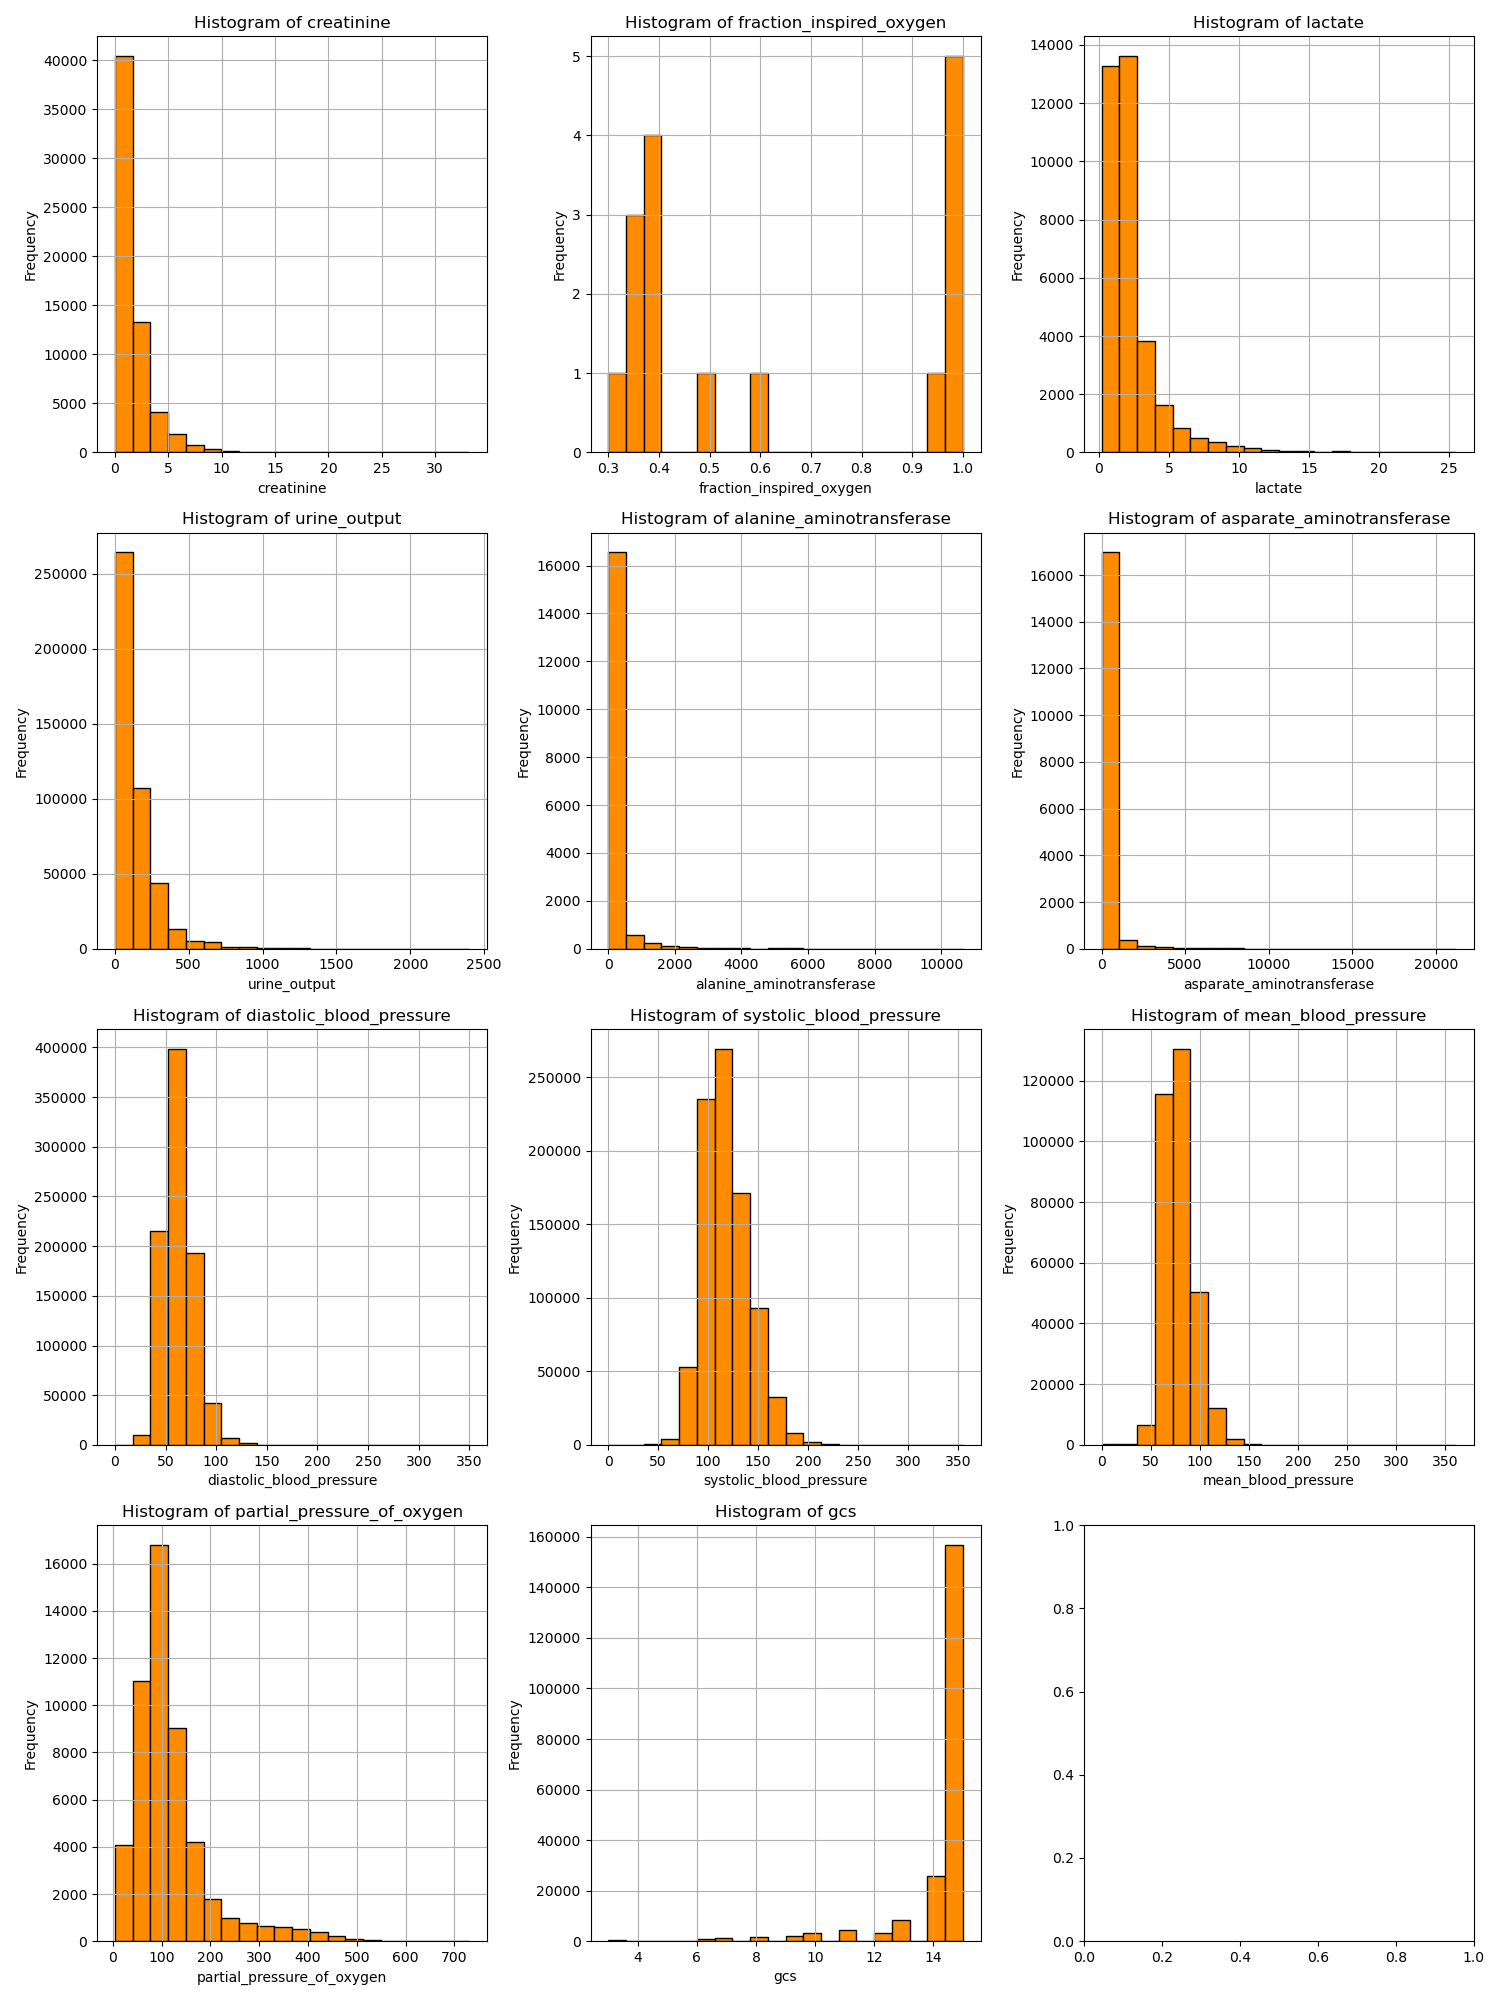 Histogram of creatinine
40000
35000
30000
25000
20000
15000
10000
5000
0
Frequency
0 5 10 15 20 25 30
creatinine
Histogram of fraction_inspired_oxygen
5
4
3
2
1
0
Frequency
0.3 0.4 0.5 0.6 0.7 0.8 0.9 1.0
fraction_inspired_oxygen
Histogram of lactate
14000
12000
10000
8000
6000
4000
2000
0
Frequency
0 5 10 15 20 25
lactate
Histogram of urine_output
250000
200000
150000
100000
50000
0
Frequency
0 500 1000 1500 2000 2500
urine_output
Histogram of alanine_aminotransferase
16000
14000
12000
10000
8000
6000
4000
2000
0
Frequency
0 2000 4000 6000 8000 10000
alanine_aminotransferase
Histogram of asparate_aminotransferase
16000
14000
12000
10000
8000
6000
4000
2000
0
Frequency
0 5000 10000 15000 20000
asparate_aminotransferase
Histogram of diastolic_blood_pressure
400000
350000
300000
250000
200000
150000
100000
50000
0
Frequency
0 50 100 150 200 250 300 350
diastolic_blood_pressure
Histogram of systolic_blood_pressure
250000
200000
150000
100000
50000
0
Frequency
0 50 100 150 200 250 300 350
systolic_blood_pressure
Histogram of mean_blood_pressure
120000
100000
80000
60000
40000
20000
0
Frequency
0 50 100 150 200 250 300 350
mean_blood_pressure
Histogram of partial_pressure_of_oxygen
16000
14000
12000
10000
8000
6000
4000
2000
0
Frequency
0 100 200 300 400 500 600 700
partial_pressure_of_oxygen
Histogram of gcs
160000
140000
120000
100000
80000
60000
40000
20000
0
Frequency
4 6 8 10 12 14
gcs
1.0
0.8
0.6
0.4
0.2
0.0
0.0 0.2 0.4 0.6 0.8 1.0